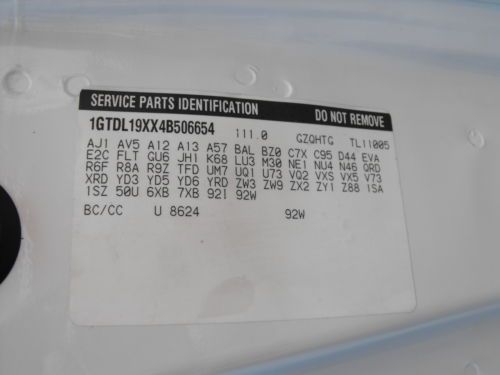 SERVICE PARTS IDENTIFICATION DO NOT REMOVE
1GTDL19XX4B506654 111.0 GZQHTG TL11005
AJ1 AV5 A12 A13 A57 BAL BZ0 C7X C95 D44 EVA
E2C FLT GU6 JH1 K68 LU3 M30 NE1 NU4 N46 QRD
R6F R8A R9Z TFD UM7 UQ1 U73 VQ2 VXS VX5 V73
XRD YD3 YD5 YD6 YRD ZW3 ZW9 ZX2 ZY1 Z88 1SA
1SZ 50U 6XB 7XB 92I 92W
BC/CC U 8624 92W